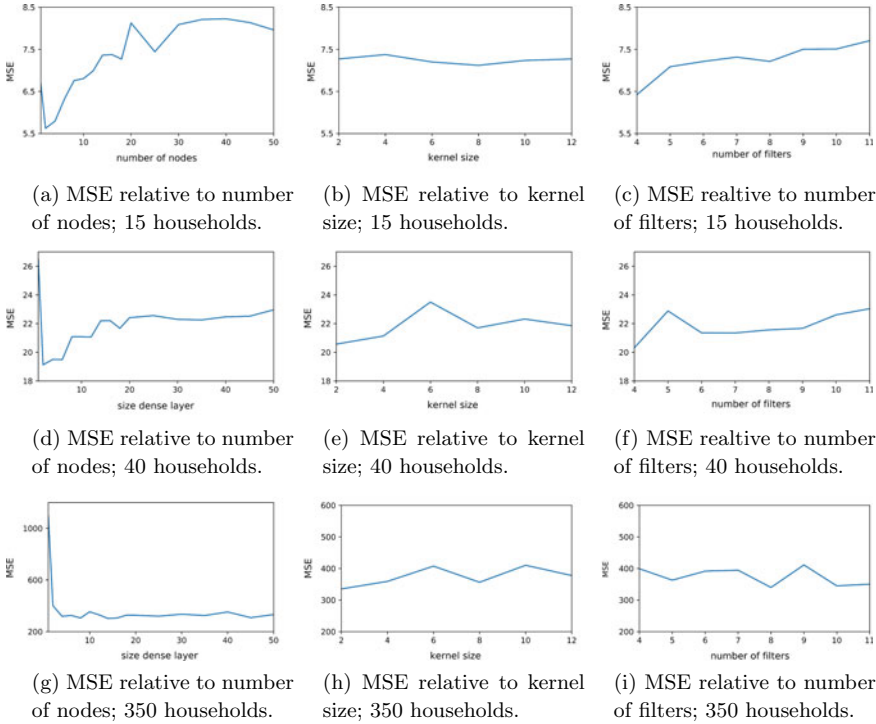 8.5
7.5
6.5
5.5
MSE
10 20 30 40 50
number of nodes
8.5
7.5
6.5
5.5
MSE
2 4 6 8 10 12
kernel size
8.5
7.5
6.5
5.5
MSE
4 5 6 7 8 9 10 11
number of filters
(a) MSE relative to number
of nodes; 15 households.
(b) MSE relative to kernel
size; 15 households.
(c) MSE realtive to number
of filters; 15 households.
26
24
22
20
18
MSE
10 20 30 40 50
size dense layer
26
24
22
20
18
MSE
2 4 6 8 10 12
kernel size
26
24
22
20
18
MSE
4 5 6 7 8 9 10 11
number of filters
(d) MSE relative to number
of nodes; 40 households.
(e) MSE relative to kernel
size; 40 households.
(f) MSE realtive to number
of filters; 40 households.
1000
600
200
MSE
10 20 30 40 50
size dense layer
600
500
400
300
200
MSE
2 4 6 8 10 12
kernel size
600
500
400
300
200
MSE
4 5 6 7 8 9 10 11
number of filters
(g) MSE relative to number
of nodes; 350 households.
(h) MSE relative to kernel
size; 350 households.
(i) MSE relative to number
of filters; 350 households.